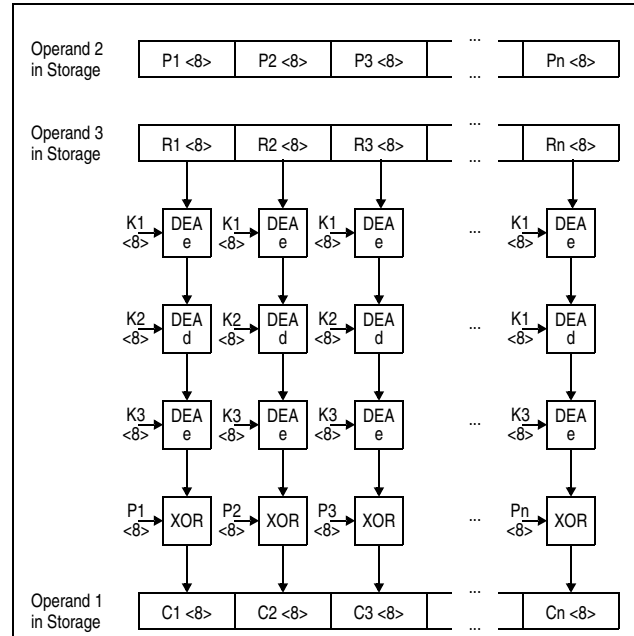 Operand 2
in Storage
P1 <8> P2 <8> P3 <8> ... ... Pn <8>
Operand 3
in Storage
R1 <8> R2 <8> R3 <8> ... ... Rn <8>
K1 <8> DEA e K1 <8> DEA e K1 <8> DEA e ... K1 <8> DEA e
K2 <8> DEA d K2 <8> DEA d K2 <8> DEA d ... K1 <8> DEA d
K3 <8> DEA e K3 <8> DEA e K3 <8> DEA e ... K3 <8> DEA e
P1 <8> XOR P2 <8> XOR P3 <8> XOR ... Pn <8> XOR
Operand 1
in Storage
C1 <8> C2 <8> C3 <8> ... ... Cn <8>